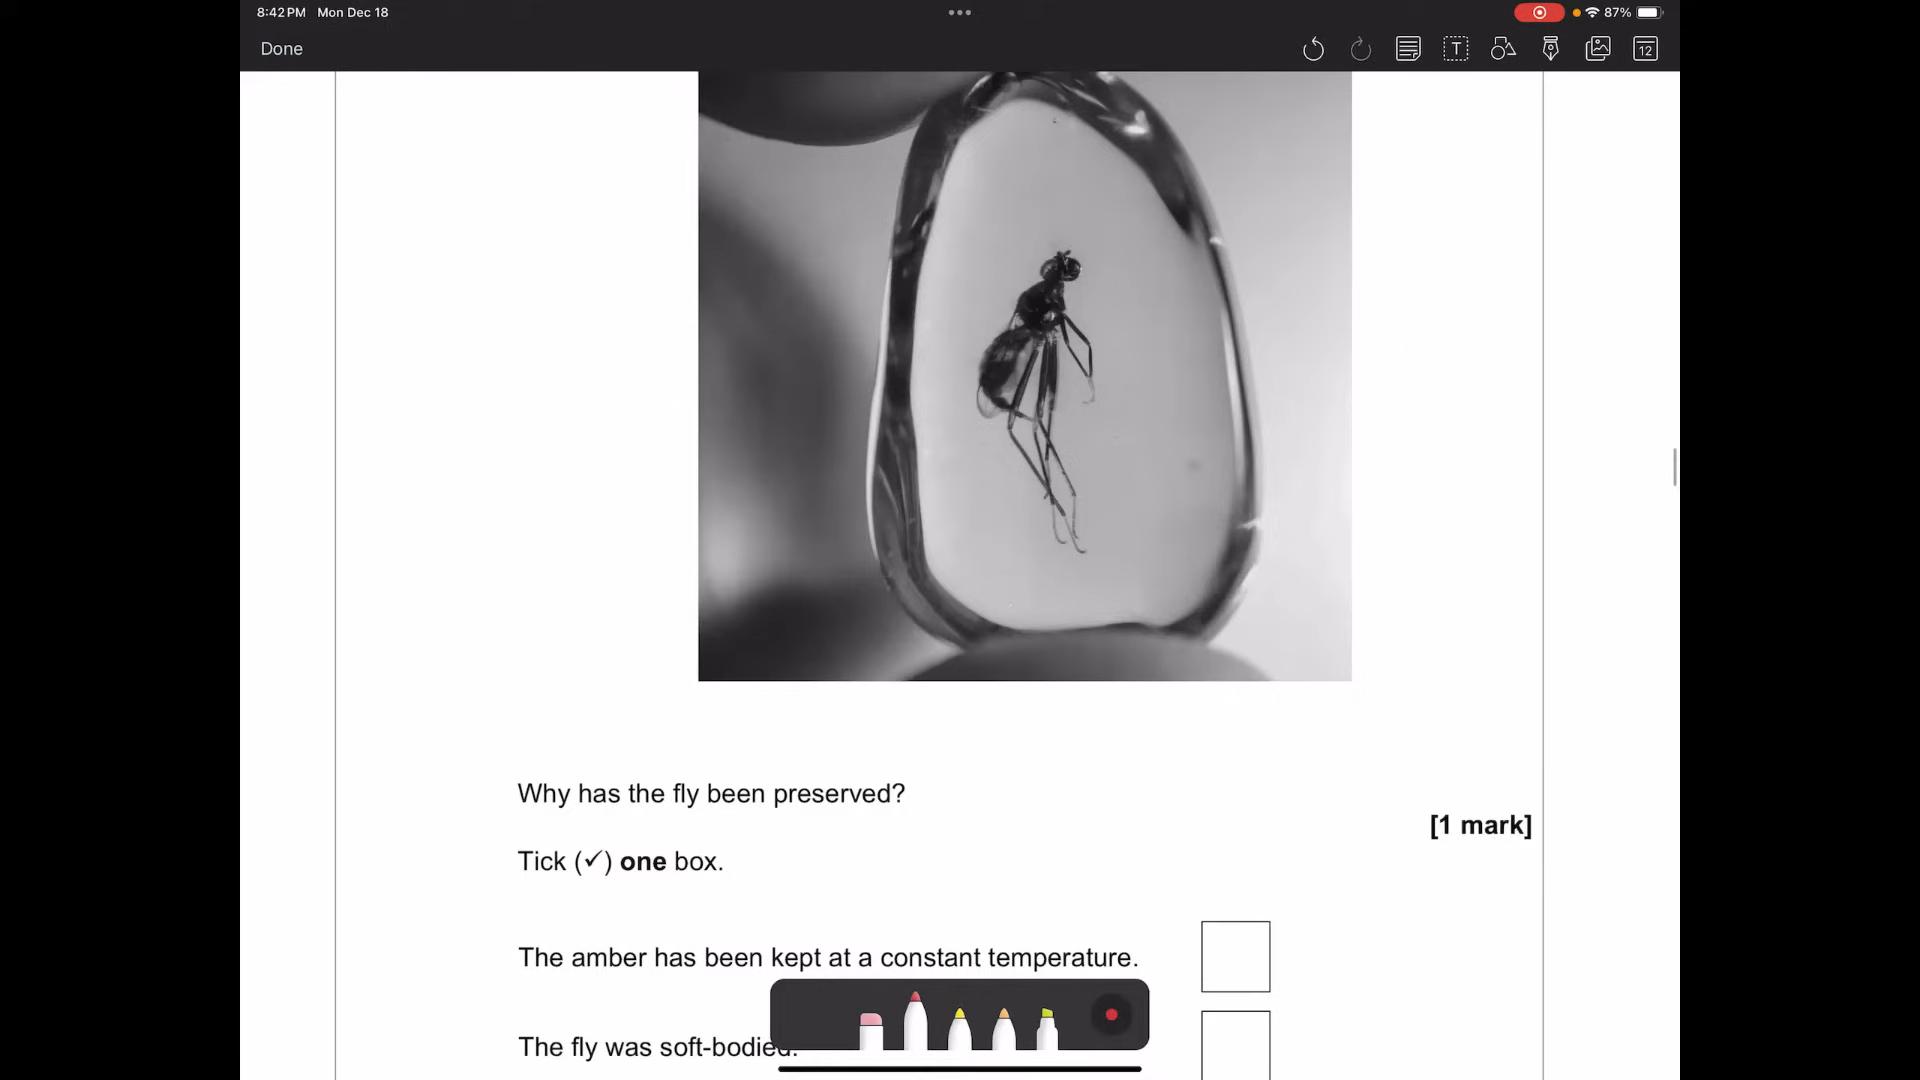 8:42 PM Mon Dec 18
87%
Done
T
12
Why has the fly been preserved?
[1 mark]
Tick (✓) one box.
The amber has been kept at a constant temperature.
The fly was soft-bodied.